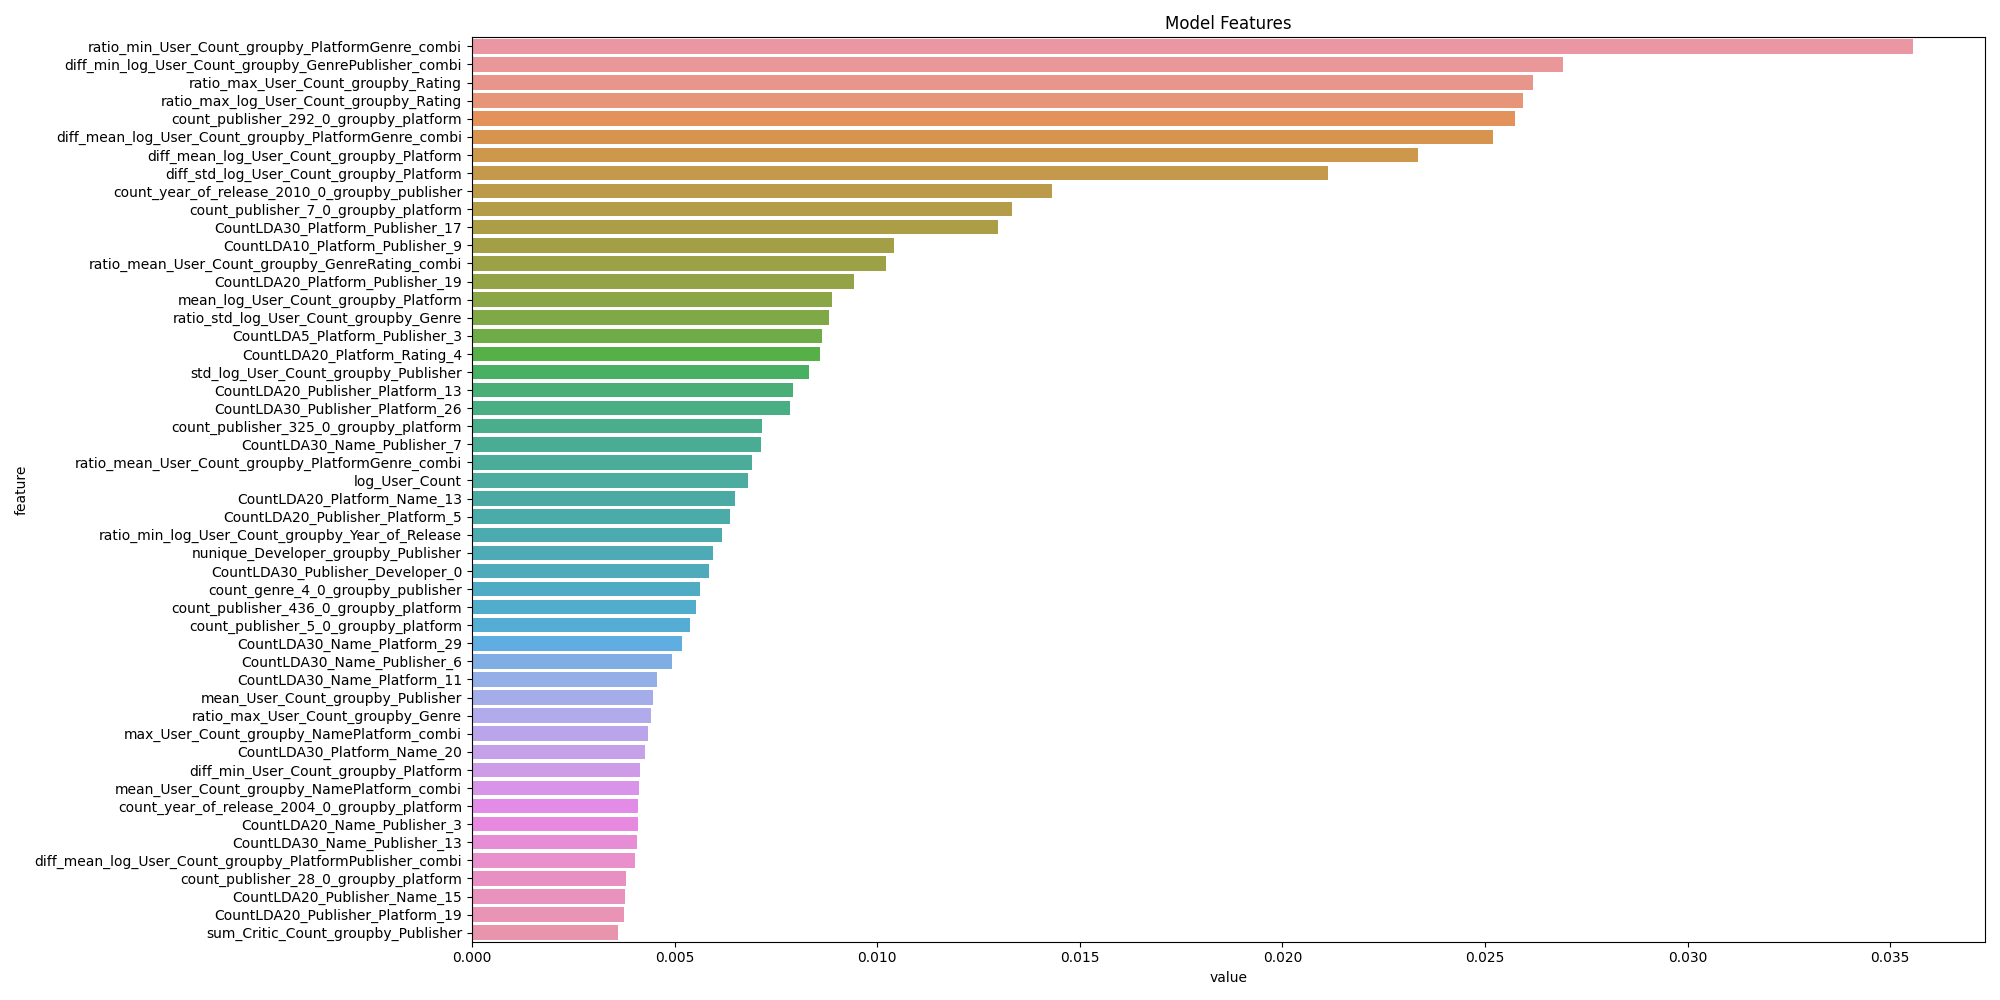 Model Features
ratio_min_User_Count_groupby_PlatformGenre_combi
diff_min_log_User_Count_groupby_GenrePublisher_combi
ratio_max_User_Count_groupby_Rating
ratio_max_log_User_Count_groupby_Rating
count_publisher_292_0_groupby_platform
diff_mean_log_User_Count_groupby_PlatformGenre_combi
diff_mean_log_User_Count_groupby_Platform
diff_std_log_User_Count_groupby_Platform
count_year_of_release_2010_0_groupby_publisher
count_publisher_7_0_groupby_platform
CountLDA30_Platform_Publisher_17
CountLDA10_Platform_Publisher_9
ratio_mean_User_Count_groupby_GenreRating_combi
CountLDA20_Platform_Publisher_19
mean_log_User_Count_groupby_Platform
ratio_std_log_User_Count_groupby_Genre
CountLDA5_Platform_Publisher_3
CountLDA20_Platform_Rating_4
std_log_User_Count_groupby_Publisher
CountLDA20_Publisher_Platform_13
CountLDA30_Publisher_Platform_26
count_publisher_325_0_groupby_platform
CountLDA30_Name_Publisher_7
ratio_mean_User_Count_groupby_PlatformGenre_combi
log_User_Count
CountLDA20_Platform_Name_13
CountLDA20_Publisher_Platform_5
ratio_min_log_User_Count_groupby_Year_of_Release
nunique_Developer_groupby_Publisher
CountLDA30_Publisher_Developer_0
count_genre_4_0_groupby_publisher
count_publisher_436_0_groupby_platform
count_publisher_5_0_groupby_platform
CountLDA30_Name_Platform_29
CountLDA30_Name_Publisher_6
CountLDA30_Name_Platform_11
mean_User_Count_groupby_Publisher
ratio_max_User_Count_groupby_Genre
max_User_Count_groupby_NamePlatform_combi
CountLDA30_Platform_Name_20
diff_min_User_Count_groupby_Platform
mean_User_Count_groupby_NamePlatform_combi
count_year_of_release_2004_0_groupby_platform
CountLDA20_Name_Publisher_3
CountLDA30_Name_Publisher_13
diff_mean_log_User_Count_groupby_PlatformPublisher_combi
count_publisher_28_0_groupby_platform
CountLDA20_Publisher_Name_15
CountLDA20_Publisher_Platform_19
sum_Critic_Count_groupby_Publisher
feature
0.000 0.005 0.010 0.015 0.020 0.025 0.030 0.035
value